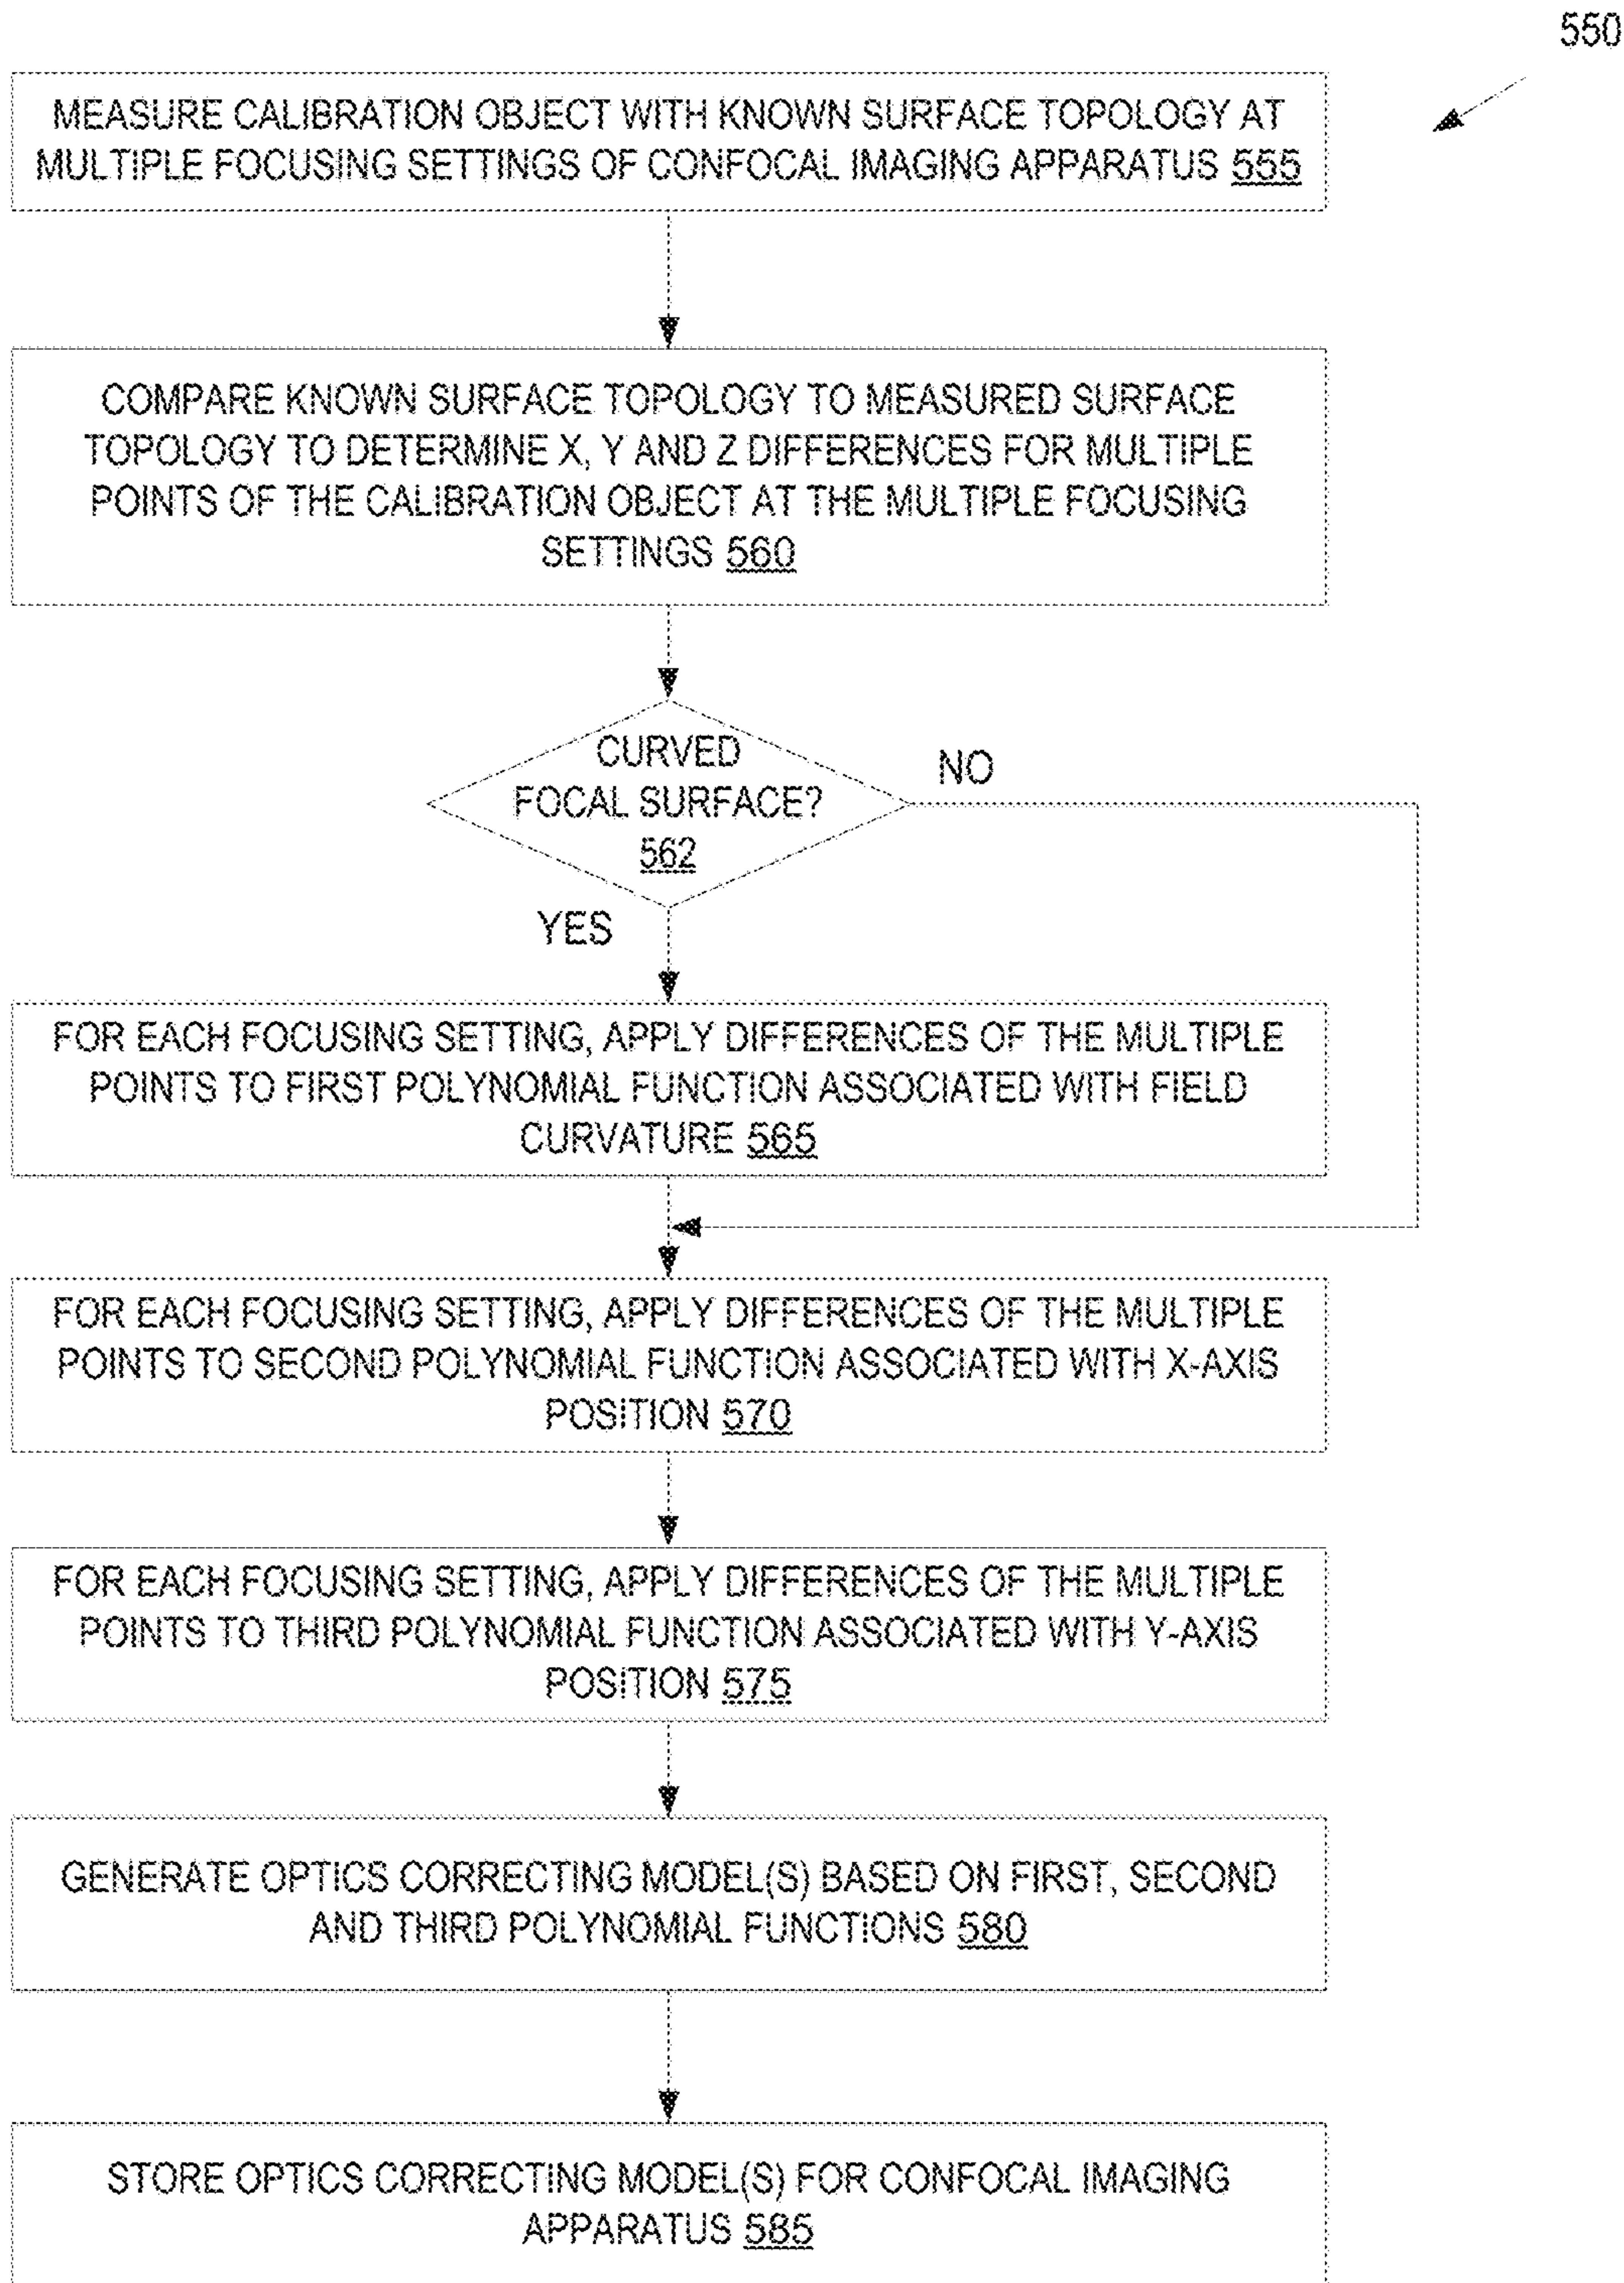 550
MEASURE CALIBRATION OBJECT WITH KNOWN SURFACE TOPOLOGY AT
MULTIPLE FOCUSING SETTINGS OF CONFOCAL IMAGING APPARATUS 555
COMPARE KNOWN SURFACE TOPOLOGY TO MEASURED SURFACE
TOPOLOGY TO DETERMINE X, Y AND Z DIFFERENCES FOR MULTIPLE
POINTS OF THE CALIBRATION OBJECT AT THE MULTIPLE FOCUSING
SETTINGS 560
CURVED
FOCAL SURFACE?
562
NO
YES
FOR EACH FOCUSING SETTING, APPLY DIFFERENCES OF THE MULTIPLE
POINTS TO FIRST POLYNOMIAL FUNCTION ASSOCIATED WITH FIELD
CURVATURE 565
FOR EACH FOCUSING SETTING, APPLY DIFFERENCES OF THE MULTIPLE
POINTS TO SECOND POLYNOMIAL FUNCTION ASSOCIATED WITH X-AXIS
POSITION 570
FOR EACH FOCUSING SETTING, APPLY DIFFERENCES OF THE MULTIPLE
POINTS TO THIRD POLYNOMIAL FUNCTION ASSOCIATED WITH Y-AXIS
POSITION 575
GENERATE OPTICS CORRECTING MODEL(S) BASED ON FIRST, SECOND
AND THIRD POLYNOMIAL FUNCTIONS 580
STORE OPTICS CORRECTING MODEL(S) FOR CONFOCAL IMAGING
APPARATUS 585